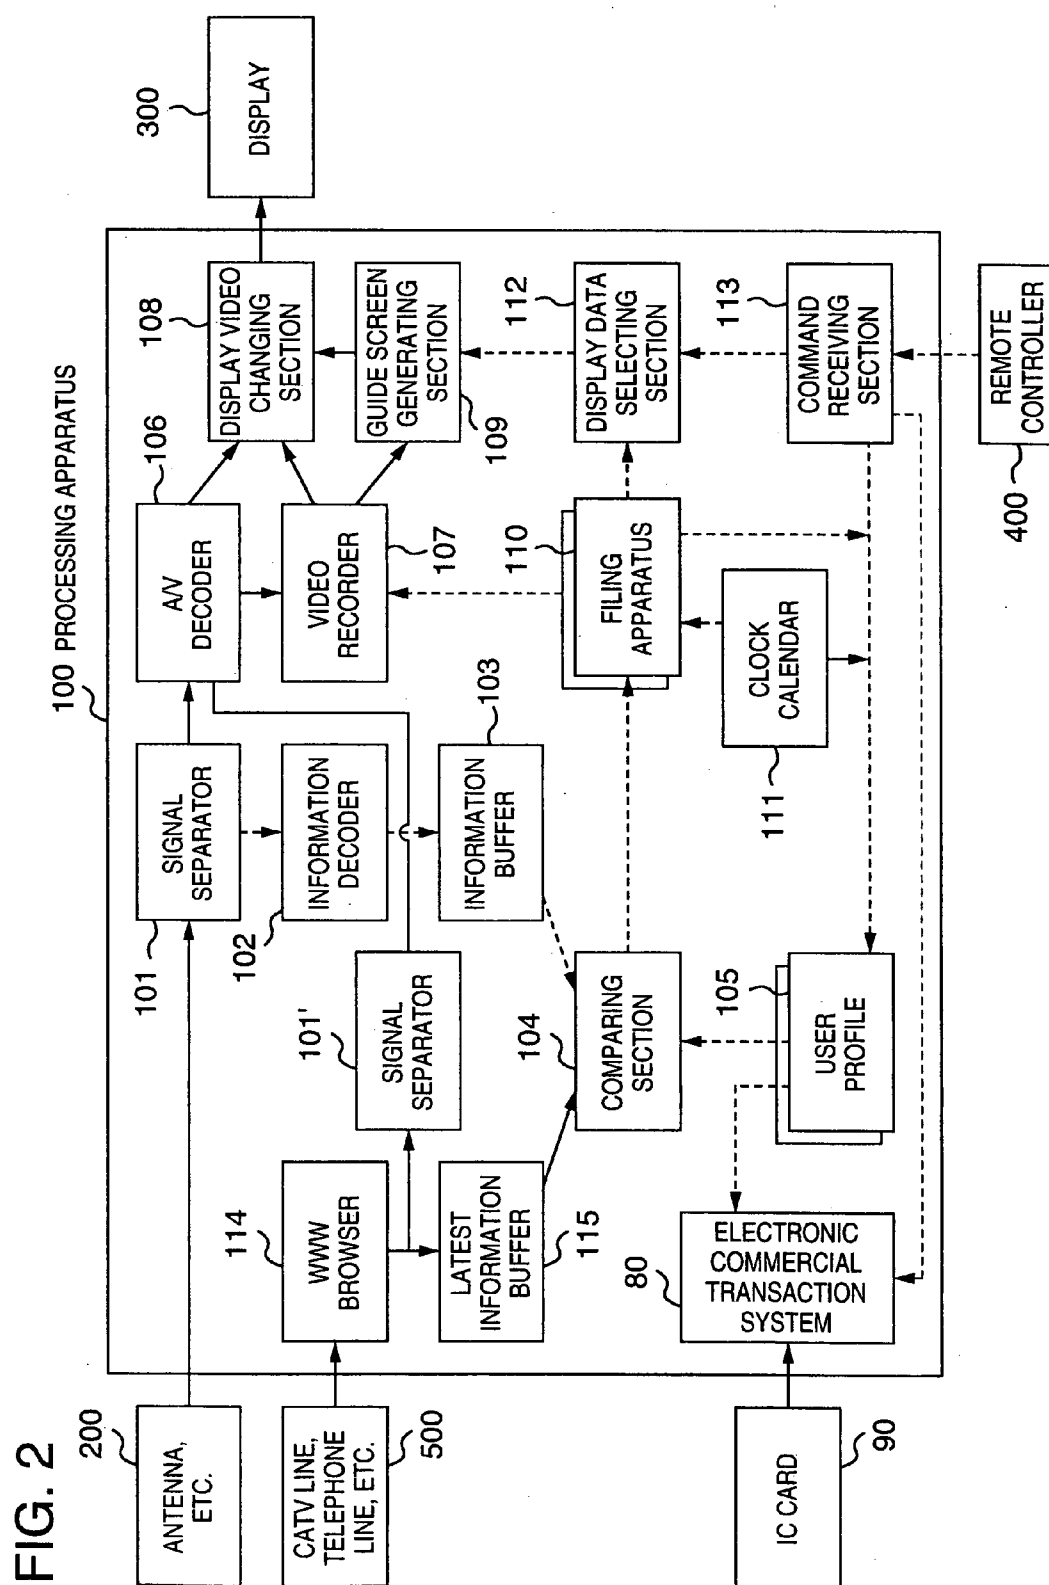 FIG. 2
100 PROCESSING APPARATUS
200
ANTENNA,
ETC.
101
SIGNAL
SEPARATOR
106
A/V
DECODER
108
DISPLAY VIDEO
CHANGING
SECTION
300
DISPLAY
500
CATV LINE,
TELEPHONE
LINE, ETC.
114
WWW
BROWSER
101'
SIGNAL
SEPARATOR
102
INFORMATION
DECODER
107
VIDEO
RECORDER
109
GUIDE SCREEN
GENERATING
SECTION
115
LATEST
INFORMATION
BUFFER
103
INFORMATION
BUFFER
104
COMPARING
SECTION
110
FILING
APPARATUS
112
DISPLAY DATA
SELECTING
SECTION
90
IC CARD
80
ELECTRONIC
COMMERCIAL
TRANSACTION
SYSTEM
105
USER
PROFILE
111
CLOCK
CALENDAR
113
COMMAND
RECEIVING
SECTION
400
REMOTE
CONTROLLER